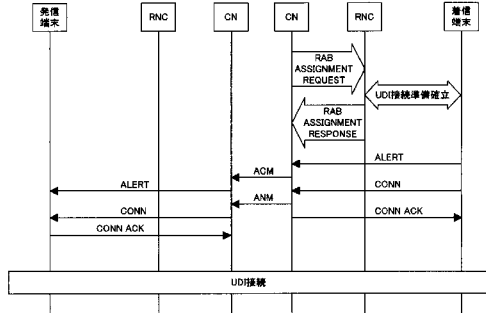 発信
端末
RNC
CN
CN
RNC
着信
端末
RAB
ASSIGNMENT
REQUEST
UDI接続準備確立
RAB
ASSIGNMENT
RESPONSE
ALERT
ACM
ALERT
CONN
ANM
CONN
CONN ACK
CONN ACK
UDI接続